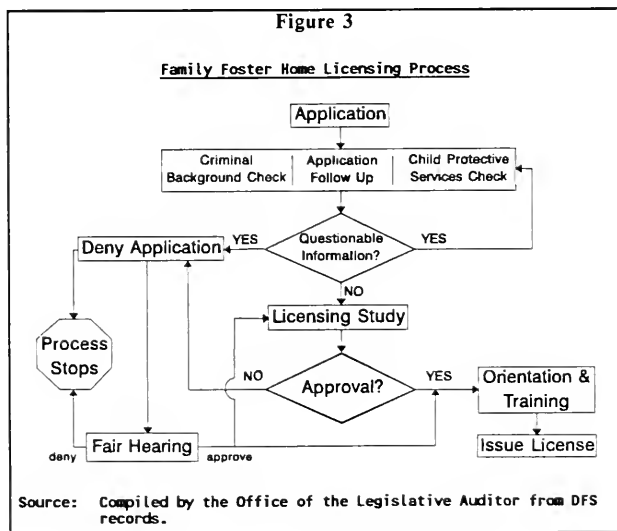 Figure 3
Family Foster Home Licensing Process
Application
Criminal Background Check
Application Follow Up
Child Protective Services Check
Questionable Information?
YES
YES
Deny Application
NO
Licensing Study
Process Stops
NO
Approval?
YES
Orientation & Training
deny
Fair Hearing
approve
Issue License
Source: Compiled by the Office of the Legislative Auditor from DFS
records.